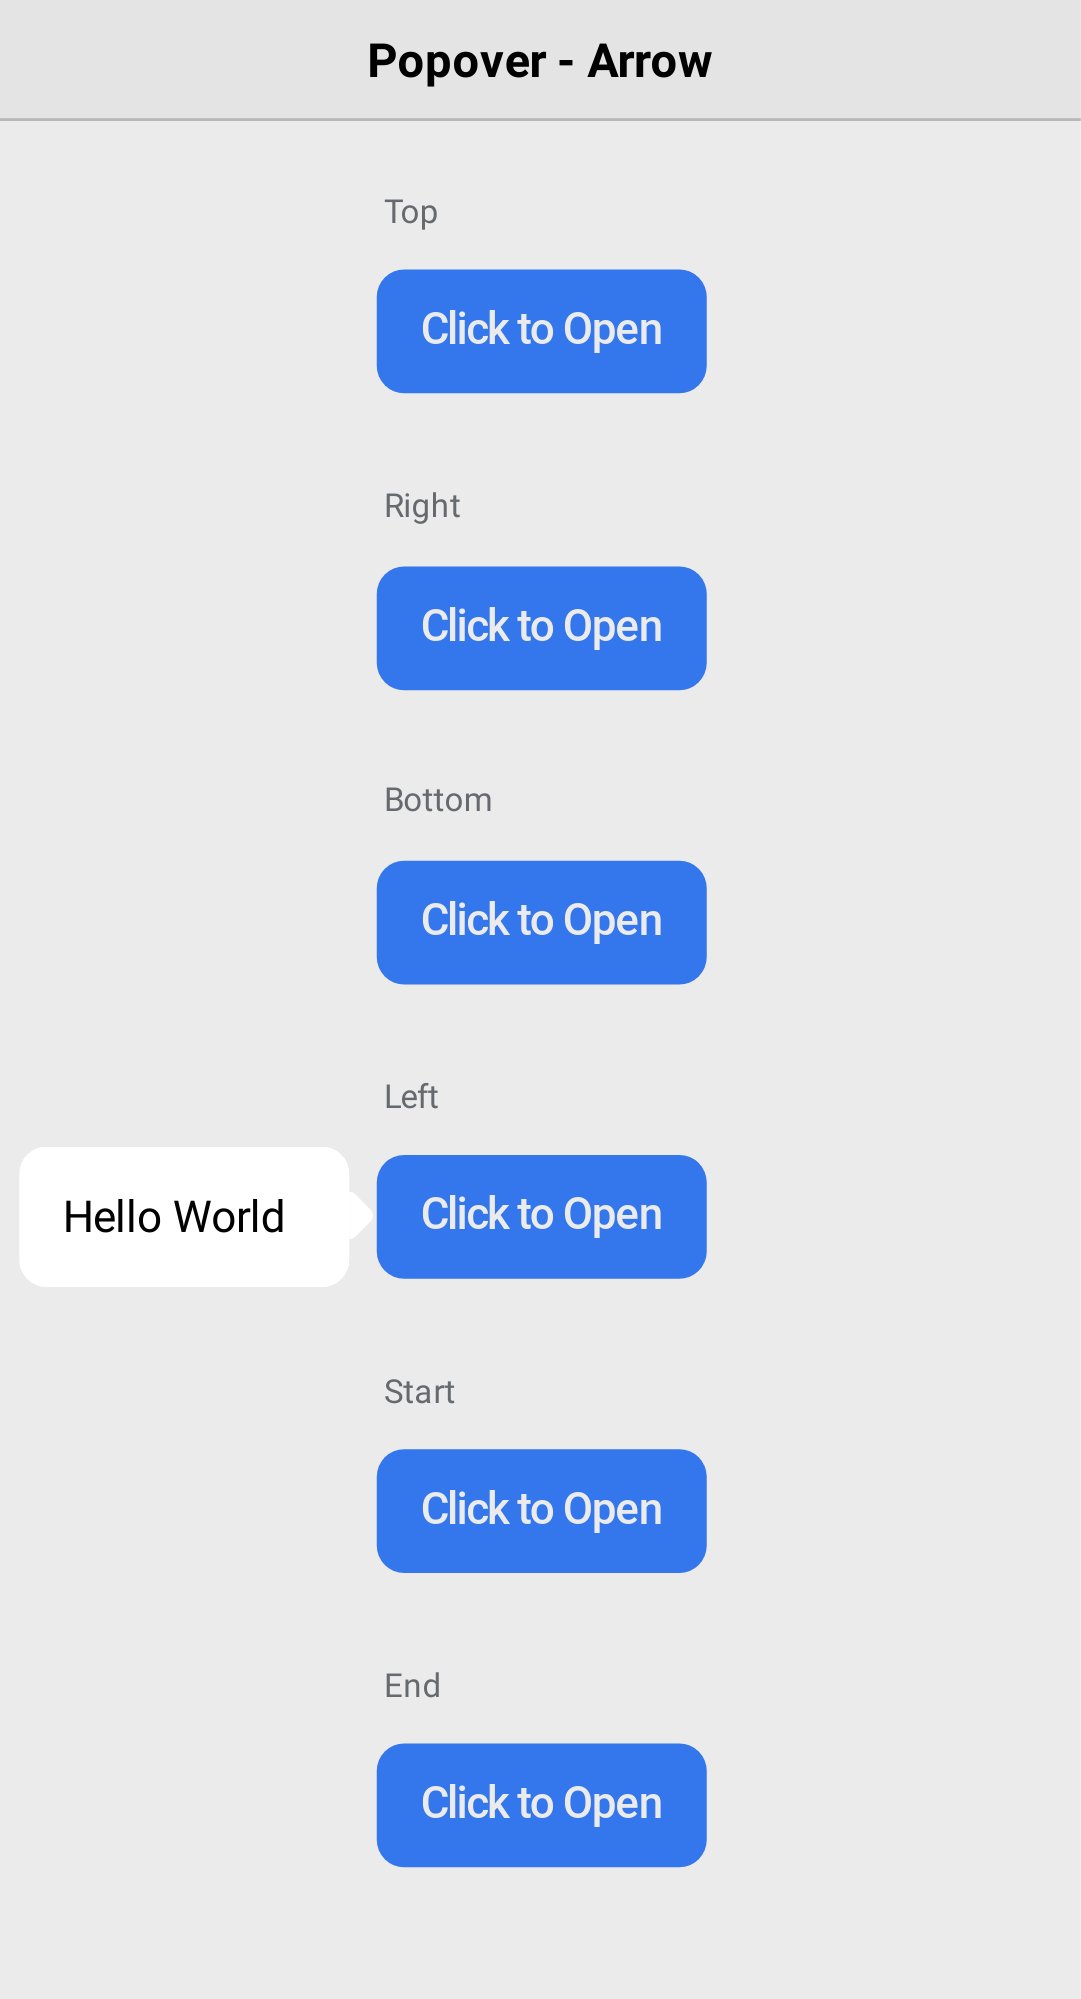 Popover - Arrow
Top
Click to Open
Right
Click to Open
Bottom
Click to Open
Left
Hello World
Click to Open
Start
Click to Open
End
Click to Open